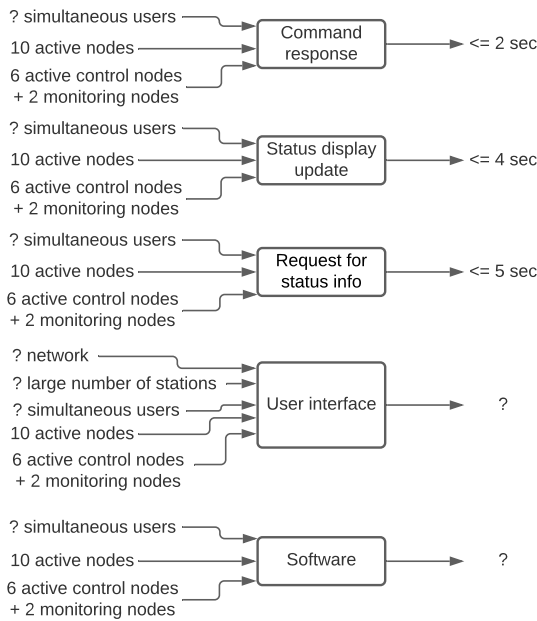 ? simultaneous users
10 active nodes
6 active control nodes
+ 2 monitoring nodes
Command
response
<= 2 sec
? simultaneous users
10 active nodes
6 active control nodes
+ 2 monitoring nodes
Status display
update
<= 4 sec
? simultaneous users
10 active nodes
6 active control nodes
+ 2 monitoring nodes
Request for
status info
<= 5 sec
? network
? large number of stations
? simultaneous users
10 active nodes
6 active control nodes
+ 2 monitoring nodes
User interface
?
? simultaneous users
10 active nodes
6 active control nodes
+ 2 monitoring nodes
Software
?